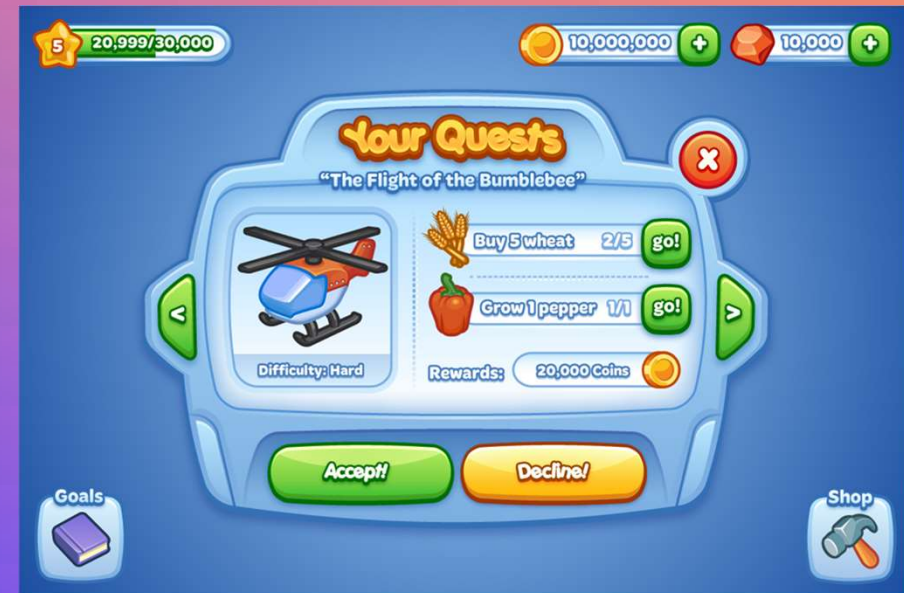 5 20,999/30,000
10,000,000 +
10,000 +
Your Quests
x
“The Flight of the Bumblebee”
Buy 5 wheat 2/5 go!
Grow 1 pepper 1/1 go!
Difficulty: Hard
Rewards: 20,000 Coins
<
>
Accept!
Decline!
Goals
Shop